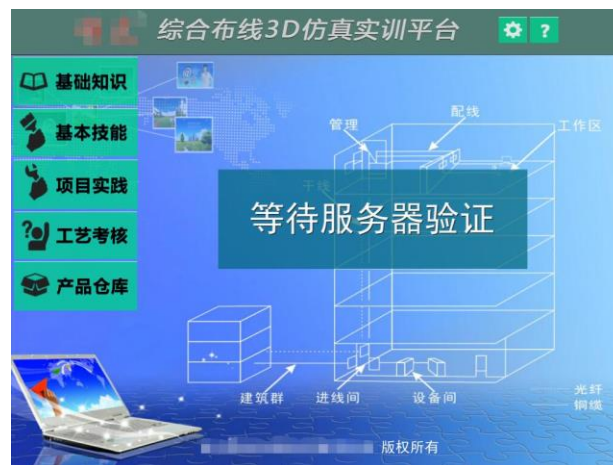 综合布线3D仿真实训平台
?
基础知识
基本技能
项目实践
工艺考核
产品仓库
管理
配线
工作区
干线
等待服务器验证
建筑群
进线间
设备间
光纤
铜缆
版权所有